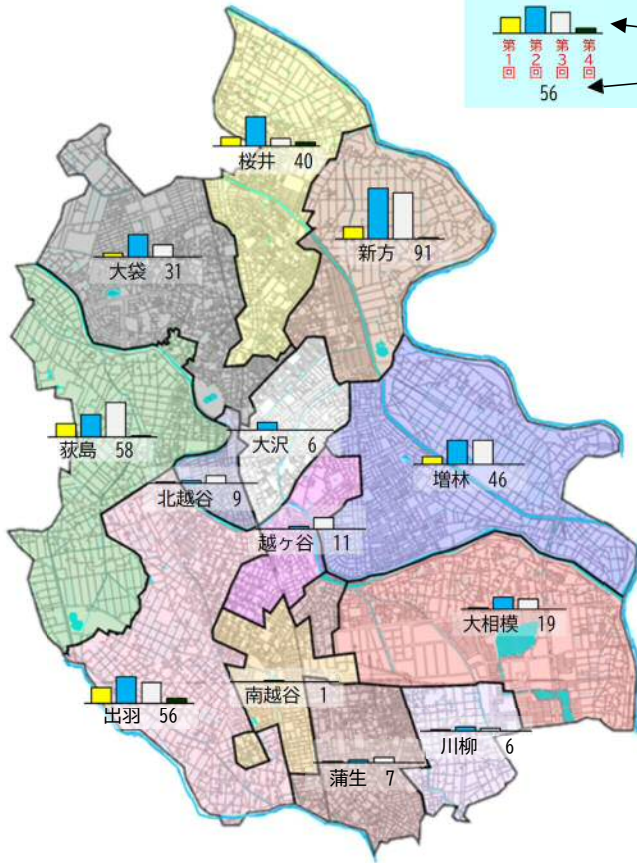 第1回 第2回 第3回 第4回
56
桜井 40
新方 91
大袋 31
大沢 6
荻島 58
増林 46
北越谷 9
越ヶ谷 11
大相模 19
南越谷 1
出羽 56
川柳 6
蒲生 7